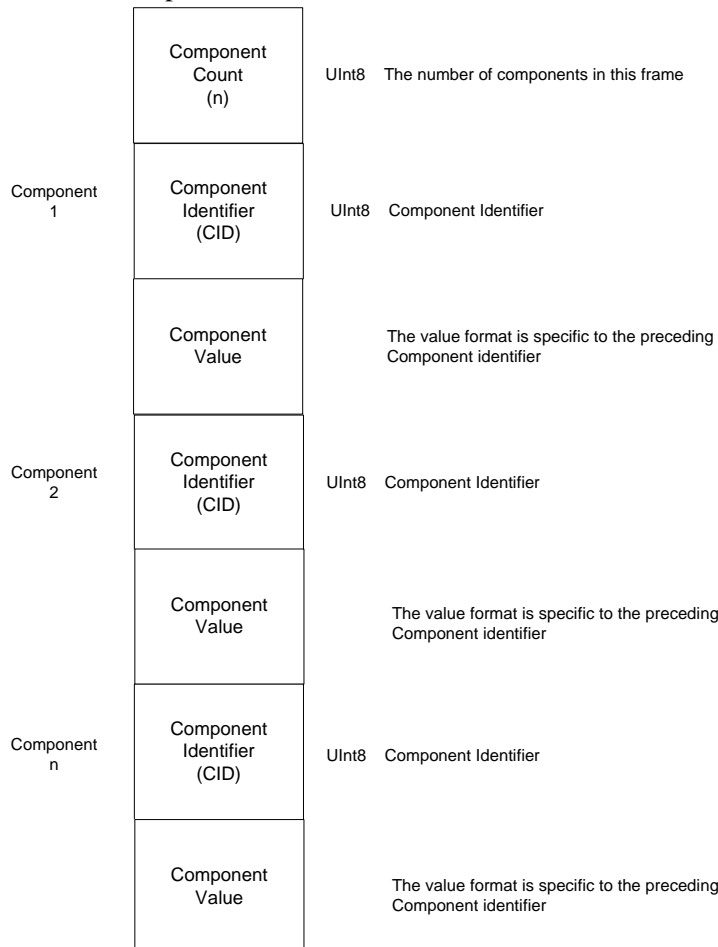 Component
Count
(n)
UInt8 The number of components in this frame
Component
1
Component
Identifier
(CID)
UInt8 Component Identifier
Component
Value
The value format is specific to the preceding
Component identifier
Component
2
Component
Identifier
(CID)
UInt8 Component Identifier
Component
Value
The value format is specific to the preceding
Component identifier
Component
n
Component
Identifier
(CID)
UInt8 Component Identifier
Component
Value
The value format is specific to the preceding
Component identifier